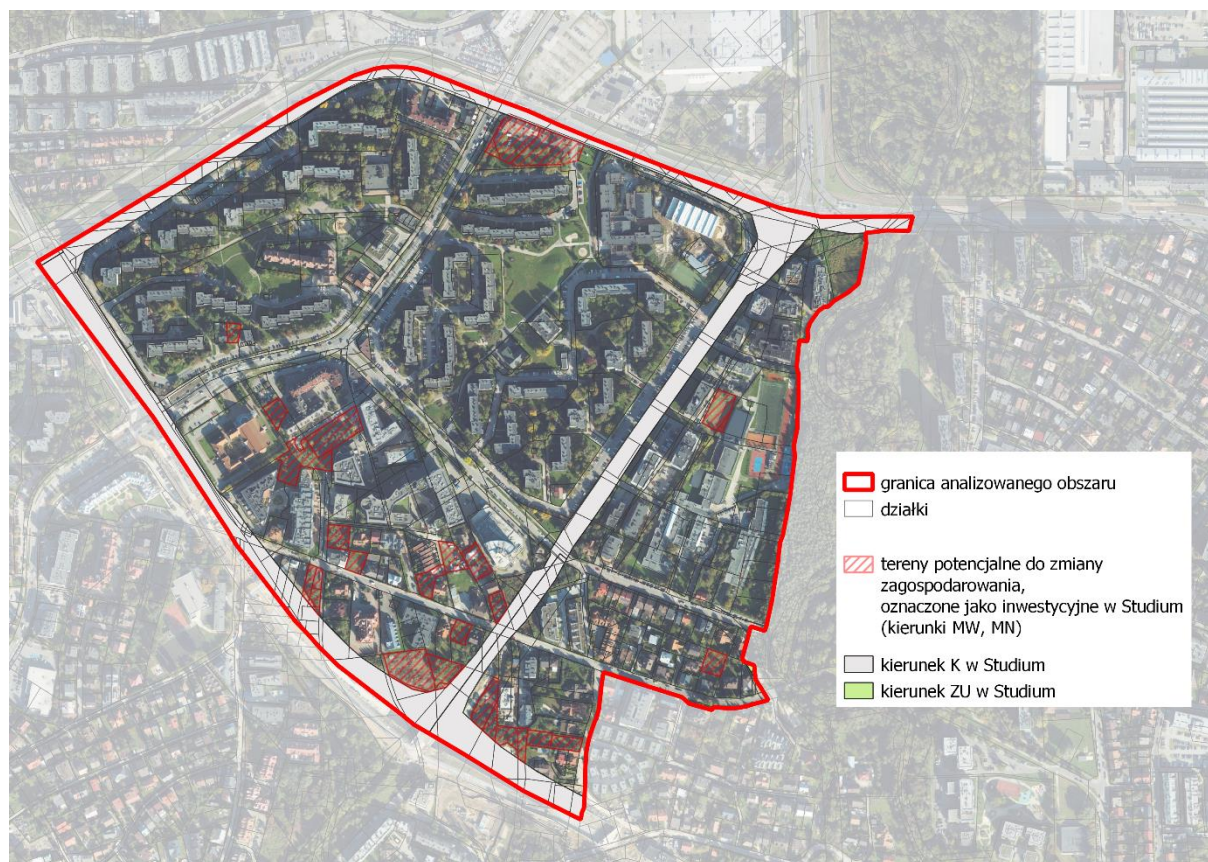 granica analizowanego obszaru
działki
tereny potencjalne do zmiany
zagospodarowania,
oznaczone jako inwestycyjne w Studium
(kierunki MW, MN)
kierunek K w Studium
kierunek ZU w Studium